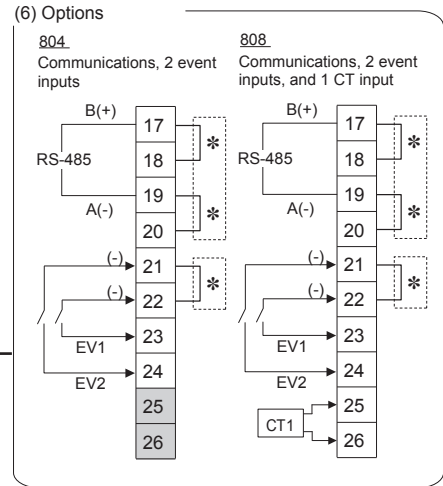 (6) Options
804
Communications, 2 event
inputs
B(+)
RS-485
A(-)
(-)
(-)
EV1
EV2
17
18
19
20
21
22
23
24
25
26
*
*
*
808
Communications, 2 event
inputs, and 1 CT input
B(+)
RS-485
A(-)
(-)
(-)
EV1
EV2
CT1
17
18
19
20
21
22
23
24
25
26
*
*
*